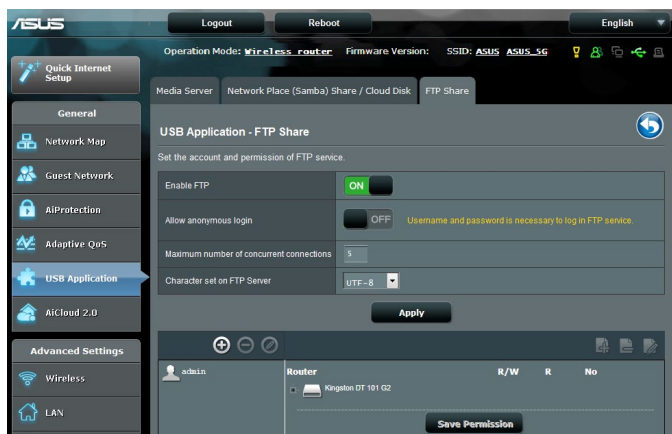 ASUS Logout Reboot English
Operation Mode: Wireless router Firmware Version: SSID: ASUS ASUS_5G
Quick Internet Setup
Media Server Network Place (Samba) Share / Cloud Disk FTP Share
General
USB Application - FTP Share
Network Map
Set the account and permission of FTP service.
Guest Network
Enable FTP ON
AiProtection
Allow anonymous login OFF Username and password is necessary to log in FTP service.
Adaptive QoS
Maximum number of concurrent connections 5
USB Application
Character set on FTP Server UTF-8
AiCloud 2.0
Apply
Advanced Settings
admin Router R/W R No
Wireless
Kingston DT 101 G2
LAN
Save Permission